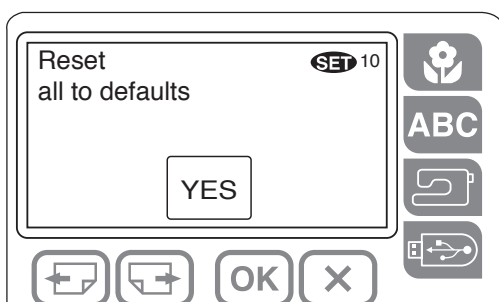 Reset
SET 10
all to defaults
YES
ABC
OK